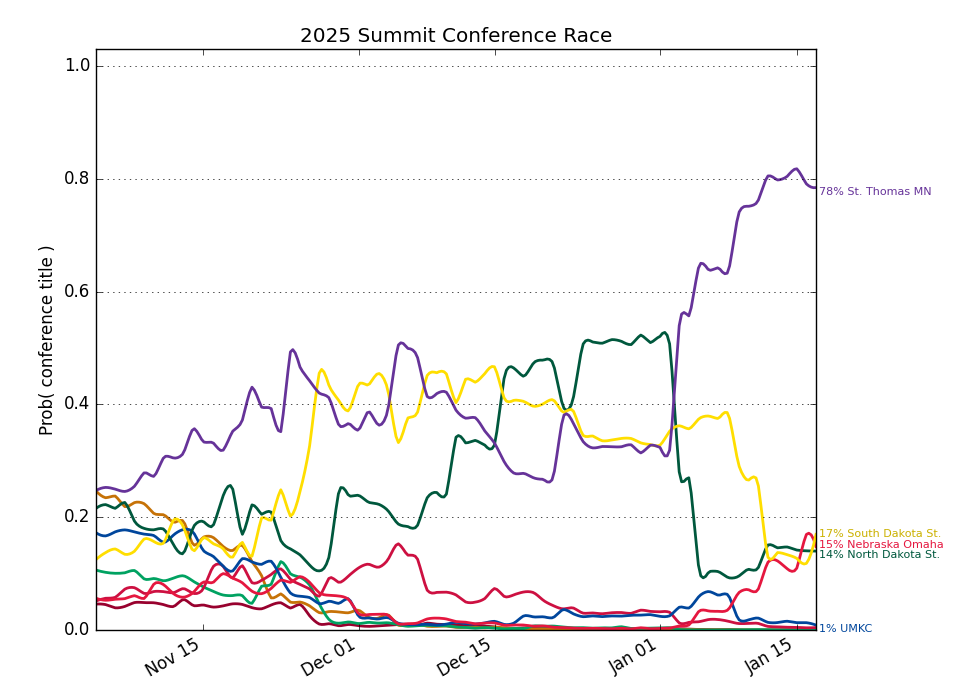 2025 Summit Conference Race
1.0
0.8
0.6
0.4
0.2
0.0
Prob( conference title )
78% St. Thomas MN
17% South Dakota St.
15% Nebraska Omaha
14% North Dakota St.
1% UMKC
Nov 15
Dec 01
Dec 15
Jan 01
Jan 15